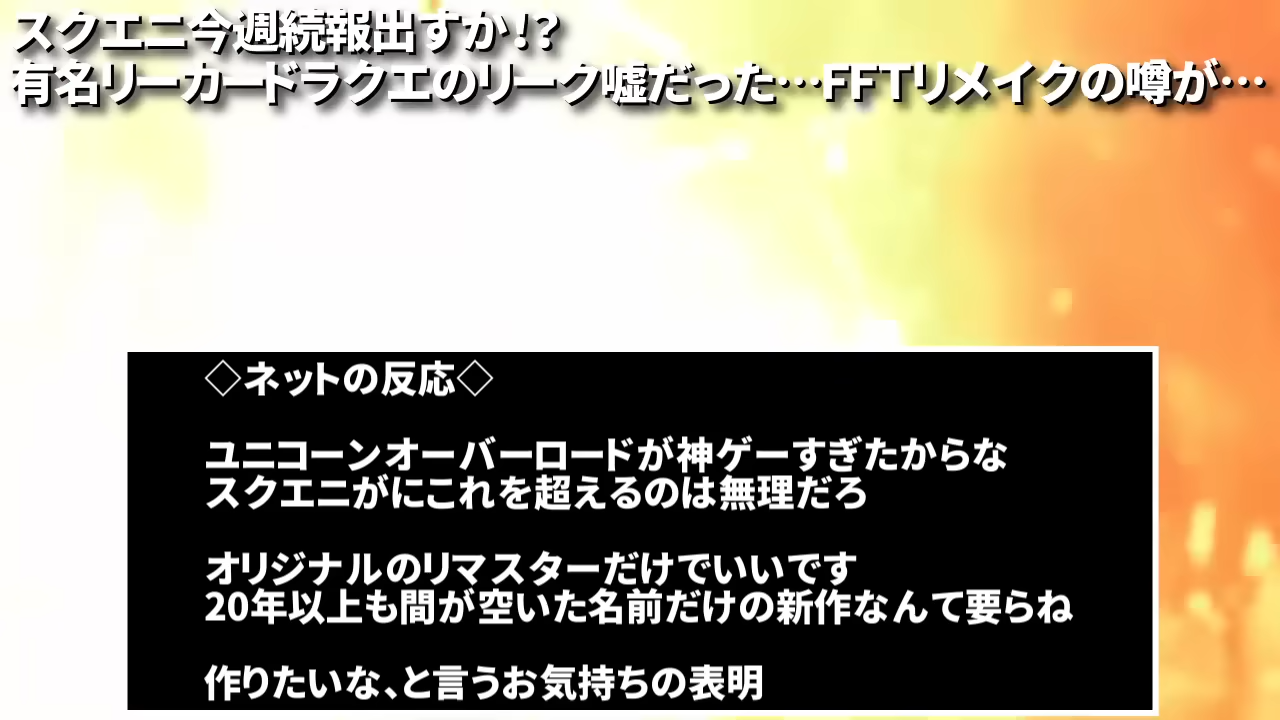 スクエニ今週続報出すか!?
有名リーカードラクエのリーク嘘だった…FFTリメイクの噂が…
◇ネットの反応◇
ユニコーンオーバーロードが神ゲーすぎたからな
スクエニがにこれを超えるのは無理だろ
オリジナルのリマスターだけでいいです
20年以上も間が空いた名前だけの新作なんて要らね
作りたいな、と言うお気持ちの表明